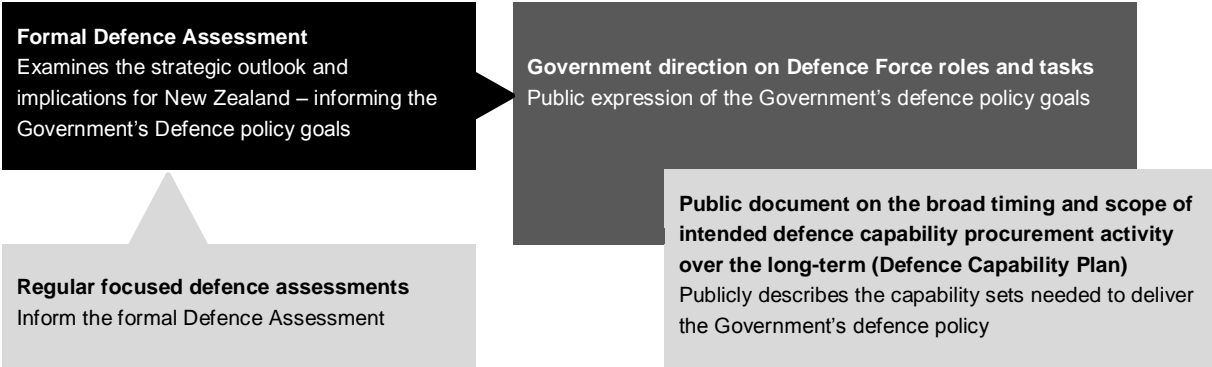 Formal Defence Assessment
Examines the strategic outlook and
implications for New Zealand – informing the
Government’s Defence policy goals
Government direction on Defence Force roles and tasks
Public expression of the Government’s defence policy goals
Regular focused defence assessments
Inform the formal Defence Assessment
Public document on the broad timing and scope of
intended defence capability procurement activity
over the long-term (Defence Capability Plan)
Publicly describes the capability sets needed to deliver
the Government’s defence policy